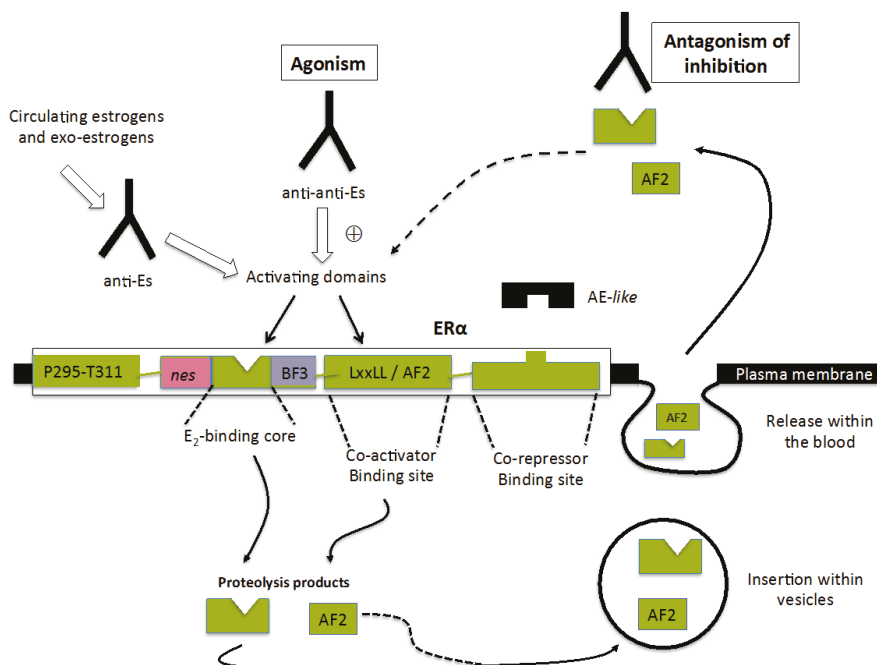 Agonism
Antagonism of
inhibition
Circulating estrogens
and exo-estrogens
AF2
anti-anti-Es
⊕
anti-Es
Activating domains
AE-like
ERα
P295-T311
nes
BF3
LxxLL / AF2
Plasma membrane
E₂-binding core
Co-activator
Binding site
Co-repressor
Binding site
AF2
Release within
the blood
Proteolysis products
AF2
AF2
Insertion within
vesicles